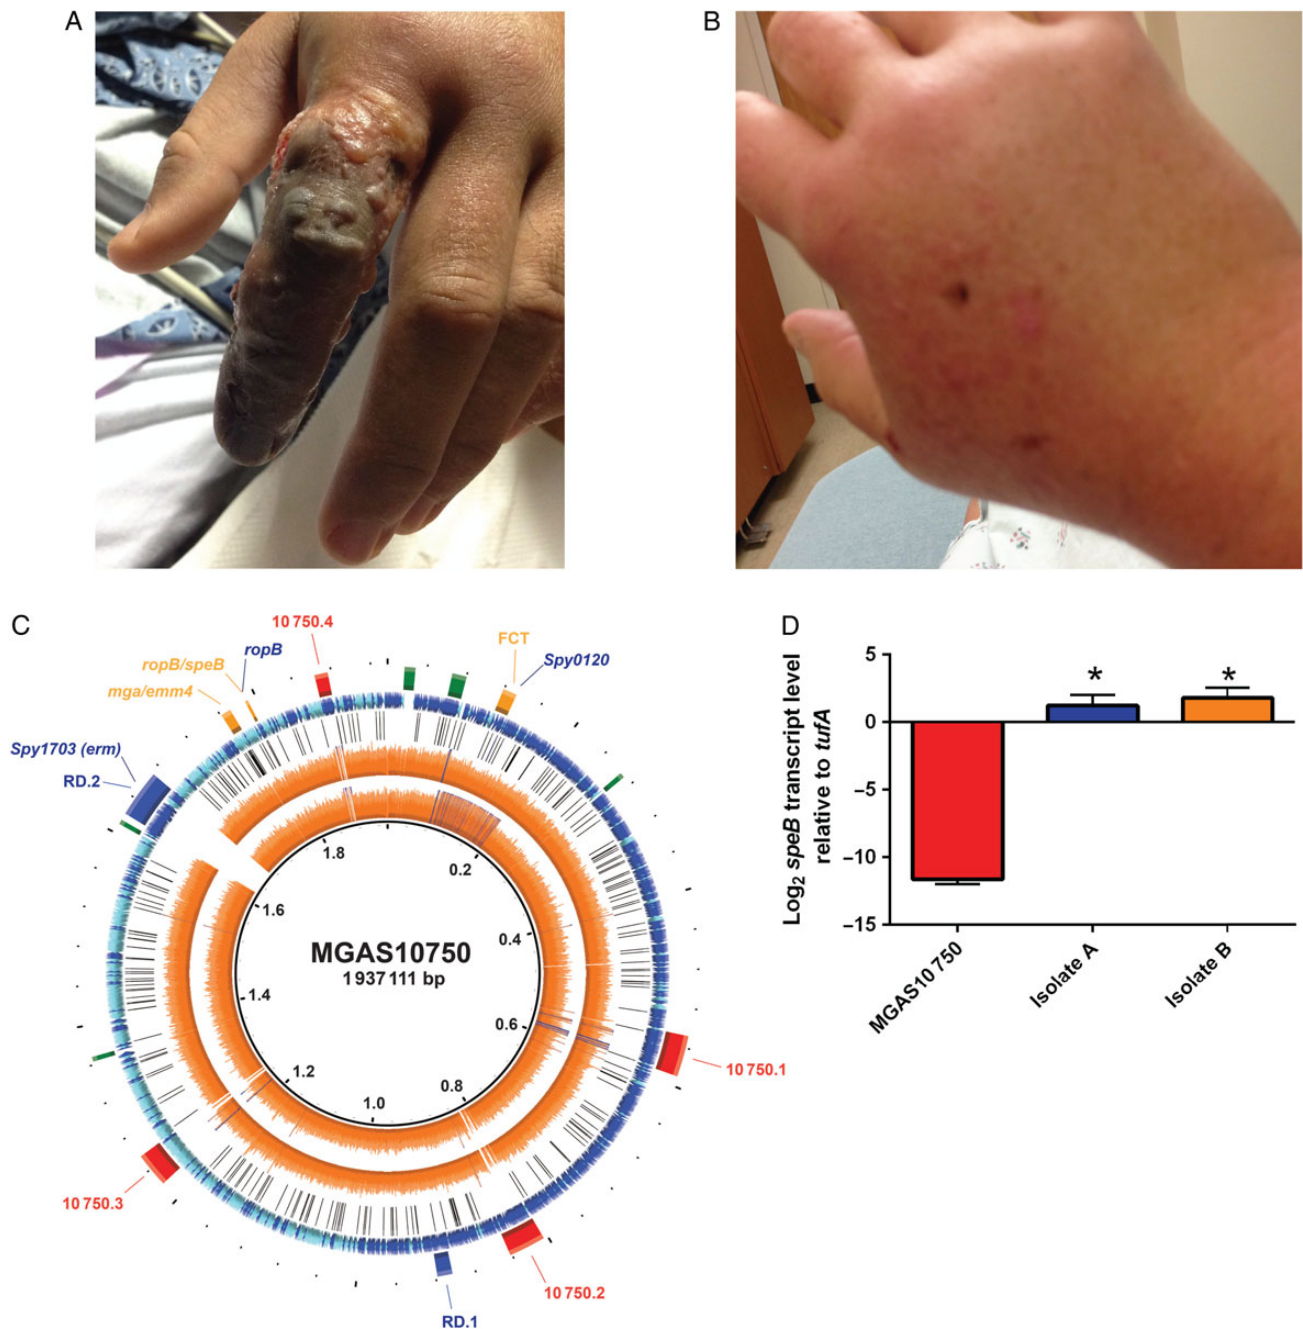 A
B
C
10 750.4
ropB/speB
ropB
mga/emm4
FCT
Spy0120
Spy1703 (erm)
RD.2
1.8
0.2
1.6
0.4
MGAS10750
1 937 111 bp
1.4
0.6
1.2
0.8
1.0
10 750.1
10 750.3
10 750.2
RD.1
D
Log2 speB transcript level
relative to tufA
5
0
−5
−10
−15
*
*
MGAS10 750
Isolate A
Isolate B